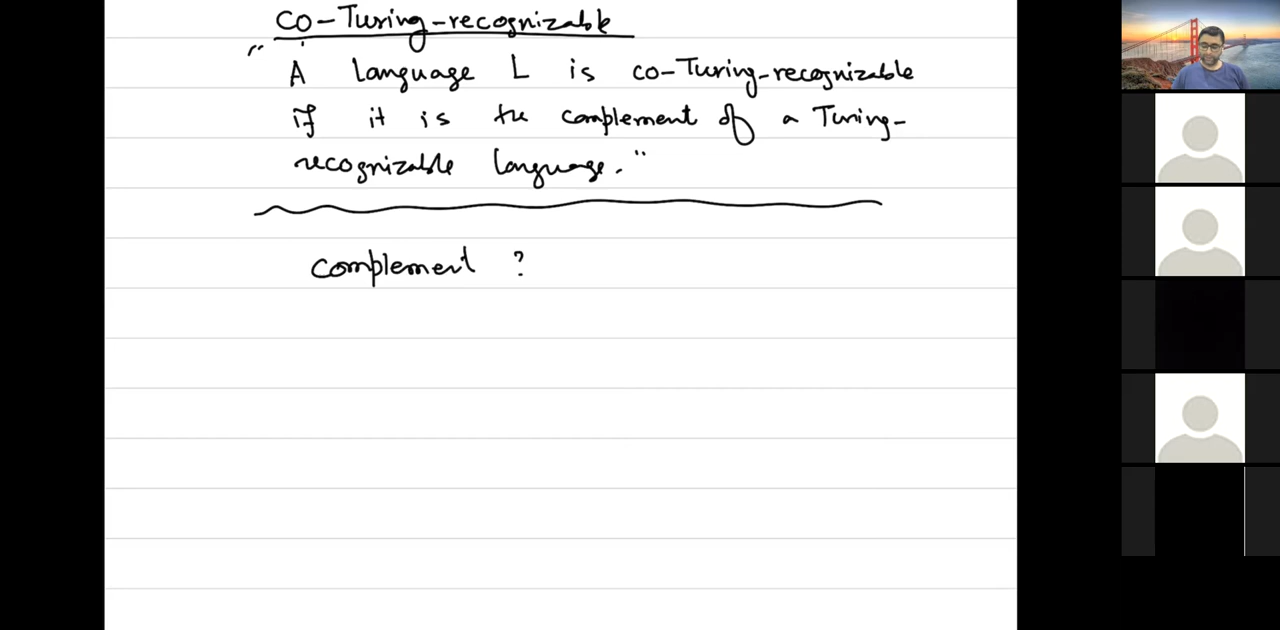 co-Turing-recognizable
"A language L is co-Turing-recognizable
if it is the complement of a Turing-
recognizable language."
complement ?